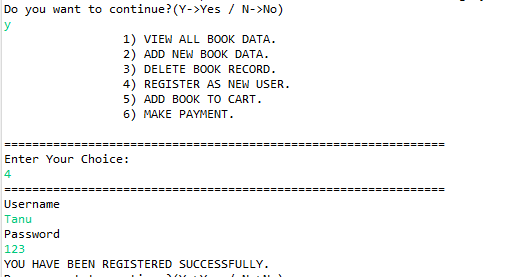 Do you want to continue?(Y->Yes / N->No)
y
1) VIEW ALL BOOK DATA.
2) ADD NEW BOOK DATA.
3) DELETE BOOK RECORD.
4) REGISTER AS NEW USER.
5) ADD BOOK TO CART.
6) MAKE PAYMENT.
===============================================================
Enter Your Choice:
4
===============================================================
Username
Tanu
Password
123
YOU HAVE BEEN REGISTERED SUCCESSFULLY.